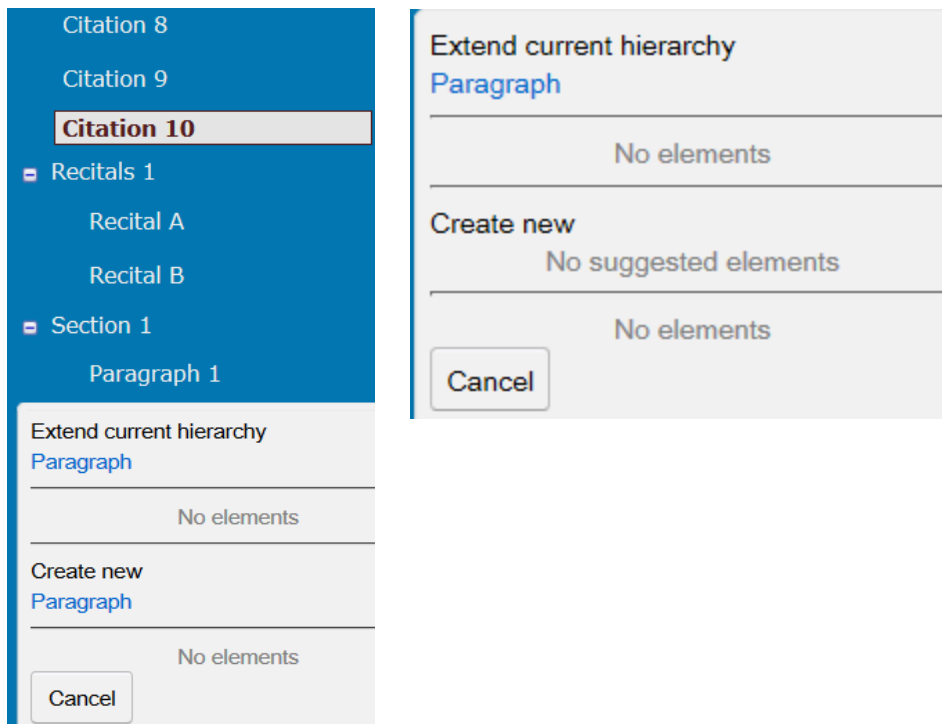 Citation 8
Citation 9
Citation 10
Recitals 1
Recital A
Recital B
Section 1
Paragraph 1
Extend current hierarchy
Paragraph
No elements
Create new
Paragraph
No elements
Cancel
Extend current hierarchy
Paragraph
No elements
Create new
No suggested elements
No elements
Cancel